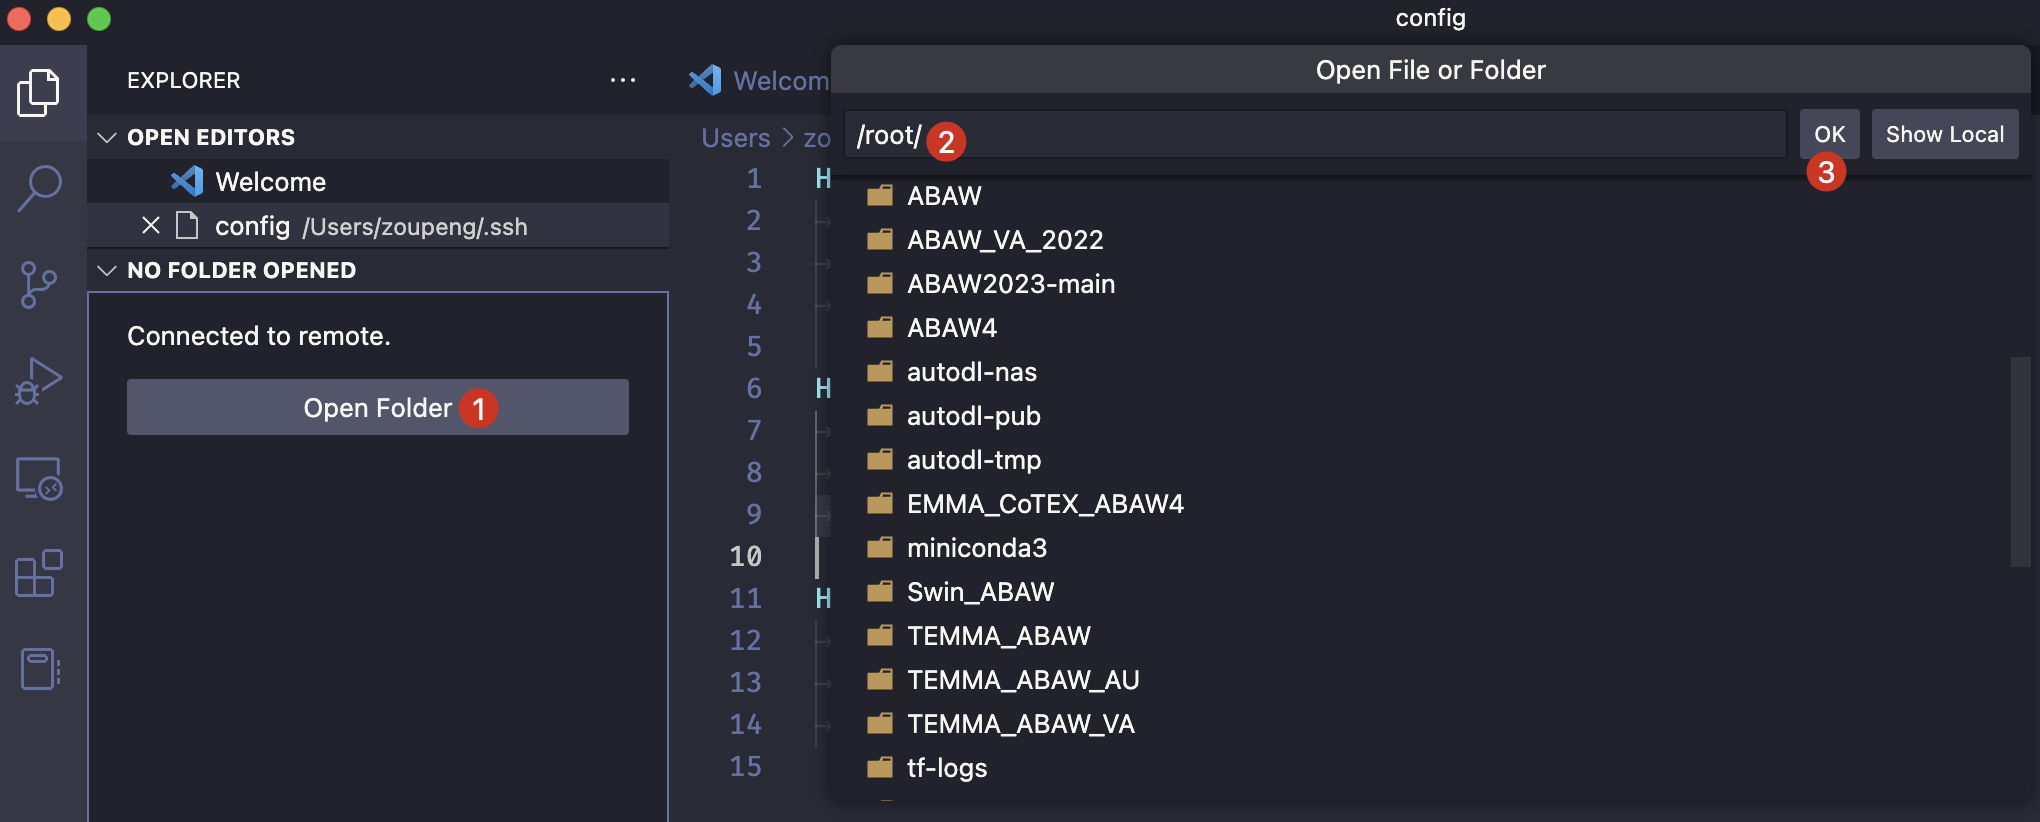 config
EXPLORER
OPEN EDITORS
Welcome
config /Users/zoupeng/.ssh
NO FOLDER OPENED
Connected to remote.
Open Folder 1
Welcom
Users > zo
1 H
2
3
4
5
6 H
7
8
9
10
11 H
12
13
14
15
Open File or Folder
/root/ 2
OK
Show Local
3
ABAW
ABAW_VA_2022
ABAW2023-main
ABAW4
autodl-nas
autodl-pub
autodl-tmp
EMMA_CoTEX_ABAW4
miniconda3
Swin_ABAW
TEMMA_ABAW
TEMMA_ABAW_AU
TEMMA_ABAW_VA
tf-logs